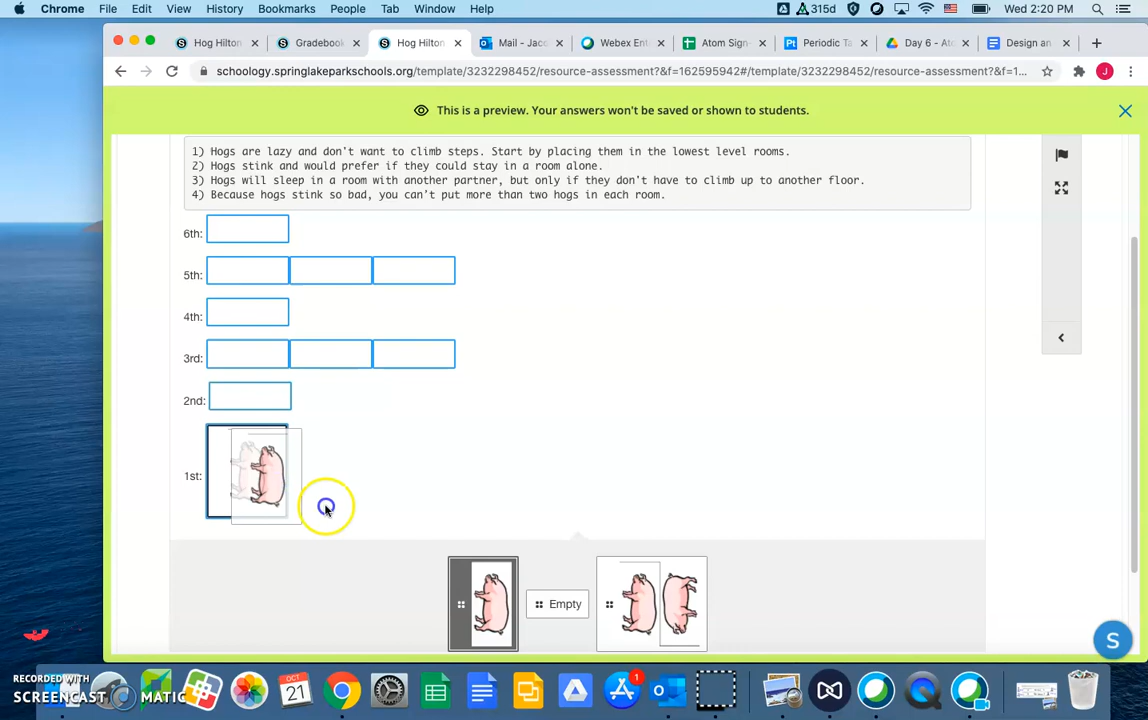 Chrome File Edit View History Bookmarks People Tab Window Help 315d Wed 2:20 PM
Hog Hilton Gradebook Hog Hilton Mail - Jaco Webex Ent Atom Sign- Periodic Ta Day 6 - Ato Design an
schoology.springlakeparkschools.org/template/3232298452/resource-assessment?&f=162595942#/template/3232298452/resource-assessment?&f=1... J
This is a preview. Your answers won't be saved or shown to students.
1) Hogs are lazy and don't want to climb steps. Start by placing them in the lowest level rooms.
2) Hogs stink and would prefer if they could stay in a room alone.
3) Hogs will sleep in a room with another partner, but only if they don't have to climb up to another floor.
4) Because hogs stink so bad, you can't put more than two hogs in each room.
6th:
5th:
4th:
3rd:
2nd:
1st:
Empty
S
RECORDED WITH
SCREENCAST MATIC
OCT
21
1